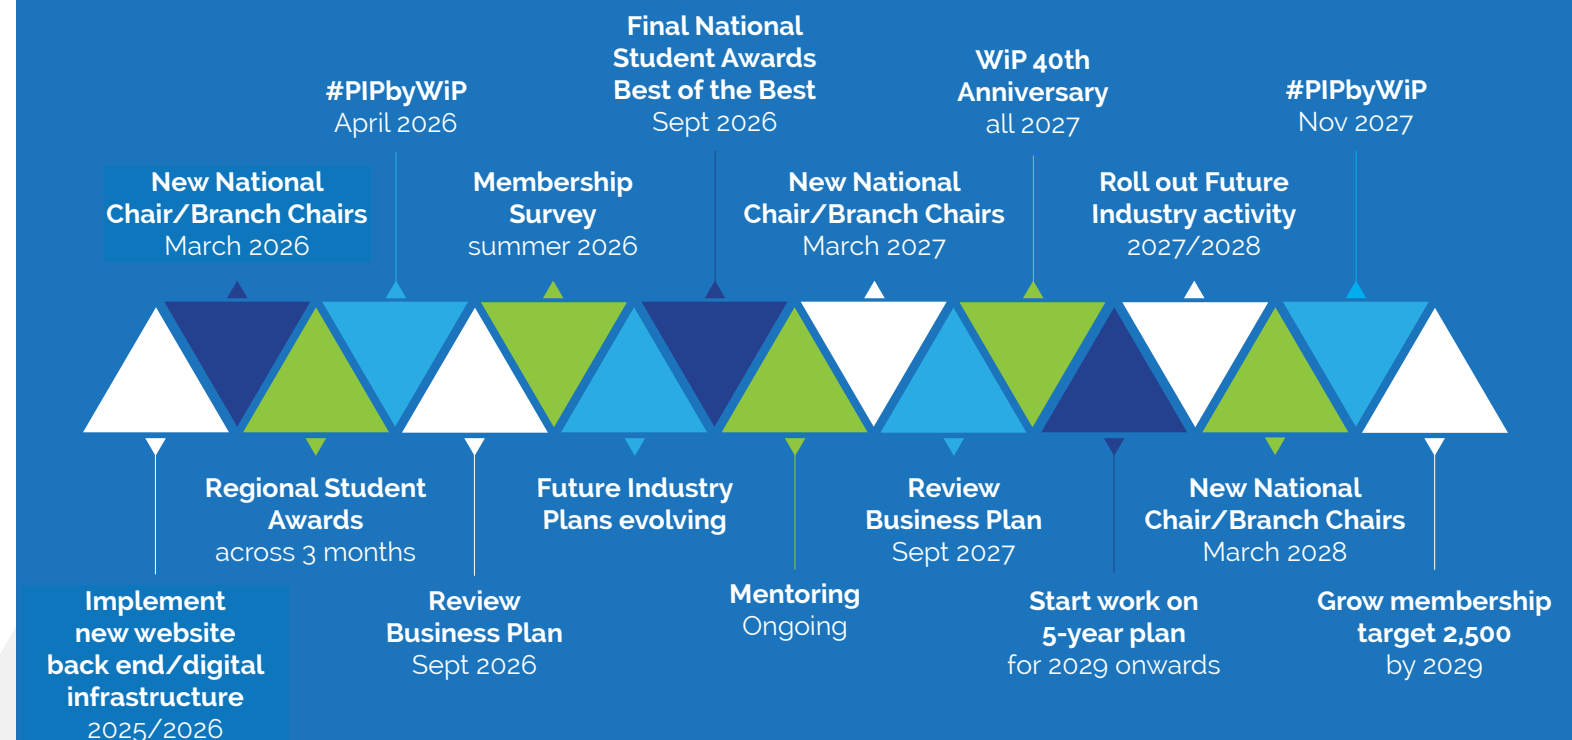 Final National
Student Awards
Best of the Best
Sept 2026
WiP 40th
Anniversary
all 2027
#PIPbyWiP
April 2026
#PIPbyWiP
Nov 2027
New National
Chair/Branch Chairs
March 2026
Membership
Survey
summer 2026
New National
Chair/Branch Chairs
March 2027
Roll out Future
Industry activity
2027/2028
Regional Student
Awards
across 3 months
Future Industry
Plans evolving
Review
Business Plan
Sept 2027
New National
Chair/Branch Chairs
March 2028
Implement
new website
back end/digital
infrastructure
2025/2026
Review
Business Plan
Sept 2026
Mentoring
Ongoing
Start work on
5-year plan
for 2029 onwards
Grow membership
target 2,500
by 2029